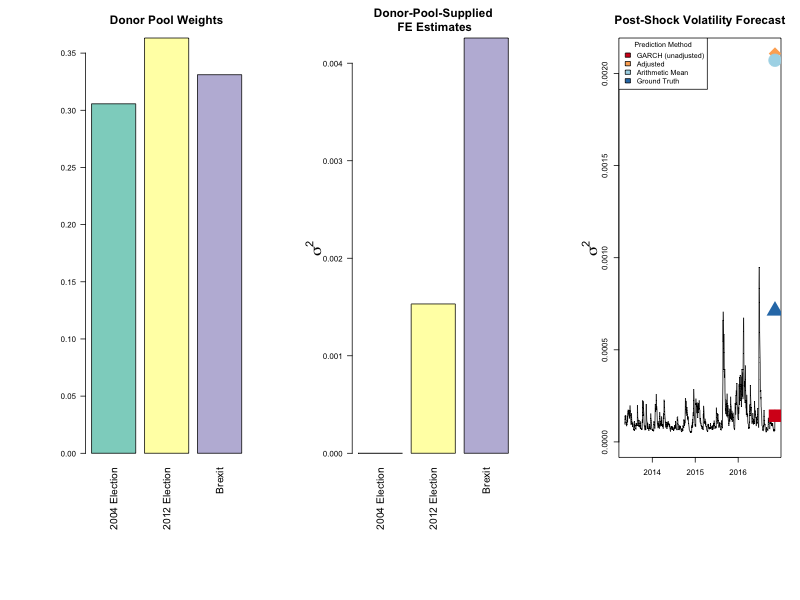 Donor Pool Weights
0.35
0.30
0.25
0.20
0.15
0.10
0.05
0.00
2004 Election
2012 Election
Brexit
Donor-Pool-Supplied
FE Estimates
σ2
0.004
0.003
0.002
0.001
0.000
2004 Election
2012 Election
Brexit
Post-Shock Volatility Forecast
σ2
0.0020
0.0015
0.0010
0.0005
0.0000
Prediction Method
GARCH (unadjusted)
Adjusted
Arithmetic Mean
Ground Truth
2014 2015 2016